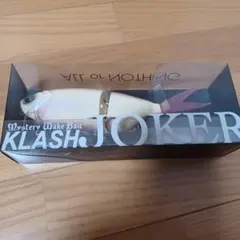 ALL or NOTHING
Mystery Wake Bait
KLASH JOKER